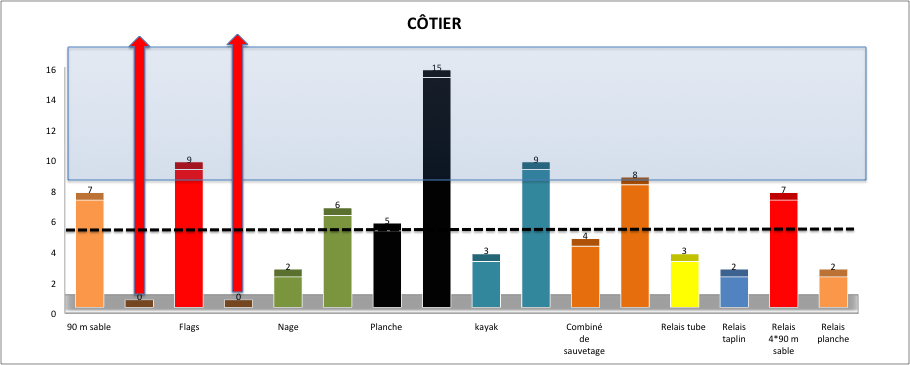 CÔTIER
16
14
12
10
8
6
4
2
0
7
0
9
0
2
6
5
15
3
9
4
8
3
2
7
2
90 m sable
Flags
Nage
Planche
kayak
Combiné
de
sauvetage
Relais tube
Relais
taplin
Relais
4*90 m
sable
Relais
planche